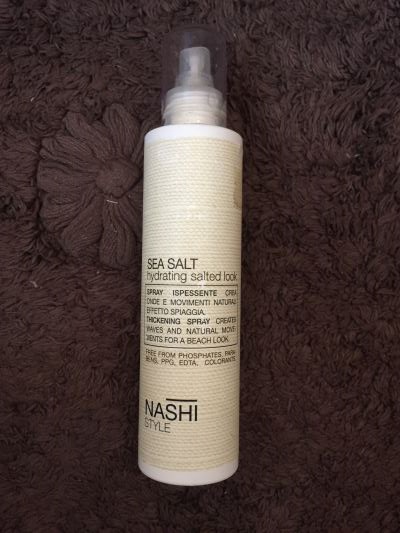 SEA SALT
hydrating salted look
SPRAY ISPESSENTE CREA
ONDE E MOVIMENTI NATURALI
EFFETTO SPIAGGIA.
THICKENING SPRAY CREATES
WAVES AND NATURAL MOVE-
MENTS FOR A BEACH LOOK.
FREE FROM PHOSPHATES, PARA-
BENS, PPG, EDTA, COLORANTS.
NASHI
STYLE